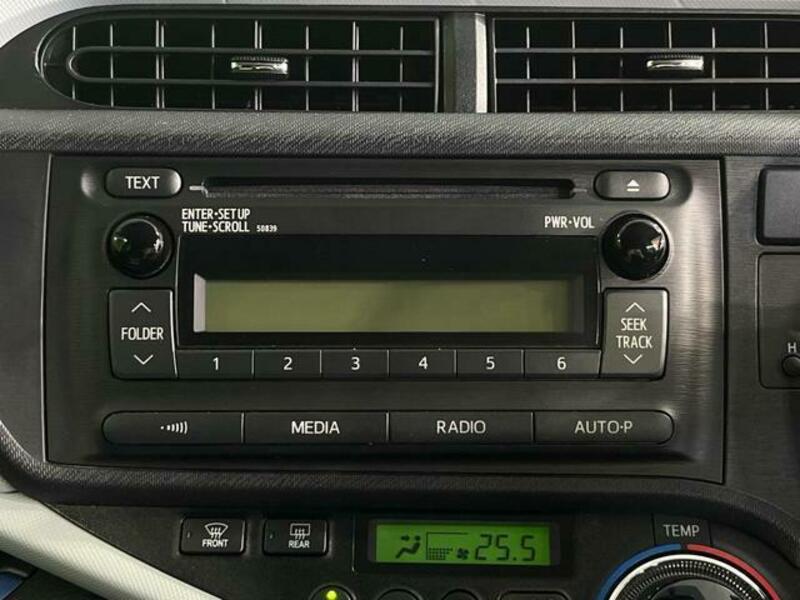 TEXT
ENTER·SETUP
TUNE·SCROLL 50839
PWR·VOL
FOLDER
SEEK
TRACK
1 2 3 4 5 6
MEDIA RADIO AUTO·P
H
FRONT
REAR
25.5
TEMP